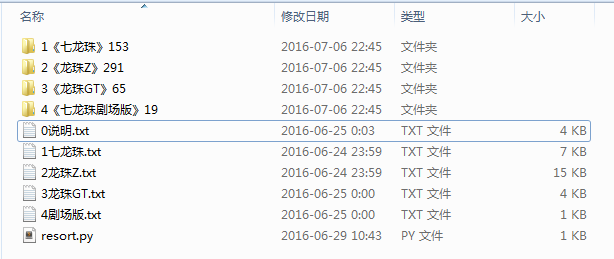 名称 修改日期 类型 大小
1《七龙珠》153 2016-07-06 22:45 文件夹
2《龙珠Z》291 2016-07-06 22:45 文件夹
3《龙珠GT》65 2016-07-06 22:45 文件夹
4《七龙珠剧场版》19 2016-07-06 22:45 文件夹
0说明.txt 2016-06-25 0:03 TXT 文件 4 KB
1七龙珠.txt 2016-06-24 23:59 TXT 文件 7 KB
2龙珠Z.txt 2016-06-24 23:59 TXT 文件 15 KB
3龙珠GT.txt 2016-06-25 0:00 TXT 文件 4 KB
4剧场版.txt 2016-06-25 0:00 TXT 文件 1 KB
resort.py 2016-06-29 10:43 PY 文件 1 KB